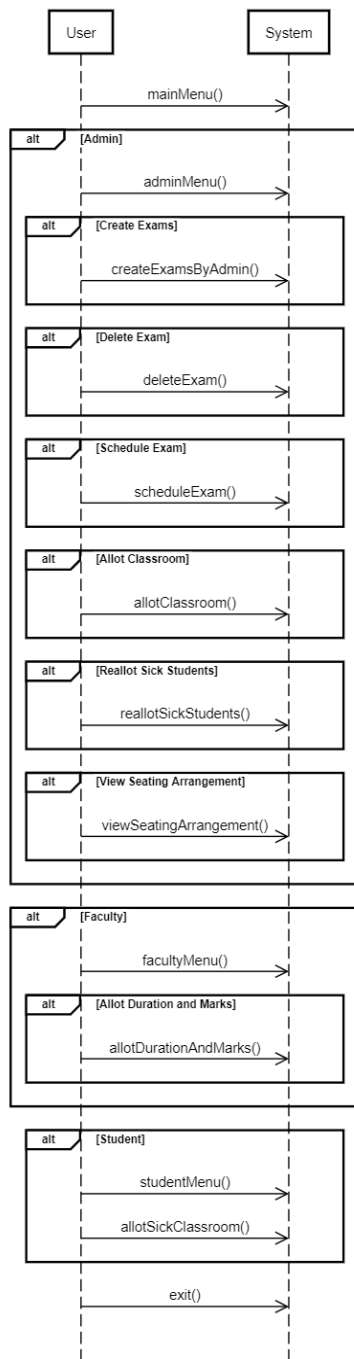 User System
mainMenu()
alt [Admin]
adminMenu()
alt [Create Exams]
createExamsByAdmin()
alt [Delete Exam]
deleteExam()
alt [Schedule Exam]
scheduleExam()
alt [Allot Classroom]
allotClassroom()
alt [Reallot Sick Students]
reallotSickStudents()
alt [View Seating Arrangement]
viewSeatingArrangement()
alt [Faculty]
facultyMenu()
alt [Allot Duration and Marks]
allotDurationAndMarks()
alt [Student]
studentMenu()
allotSickClassroom()
exit()